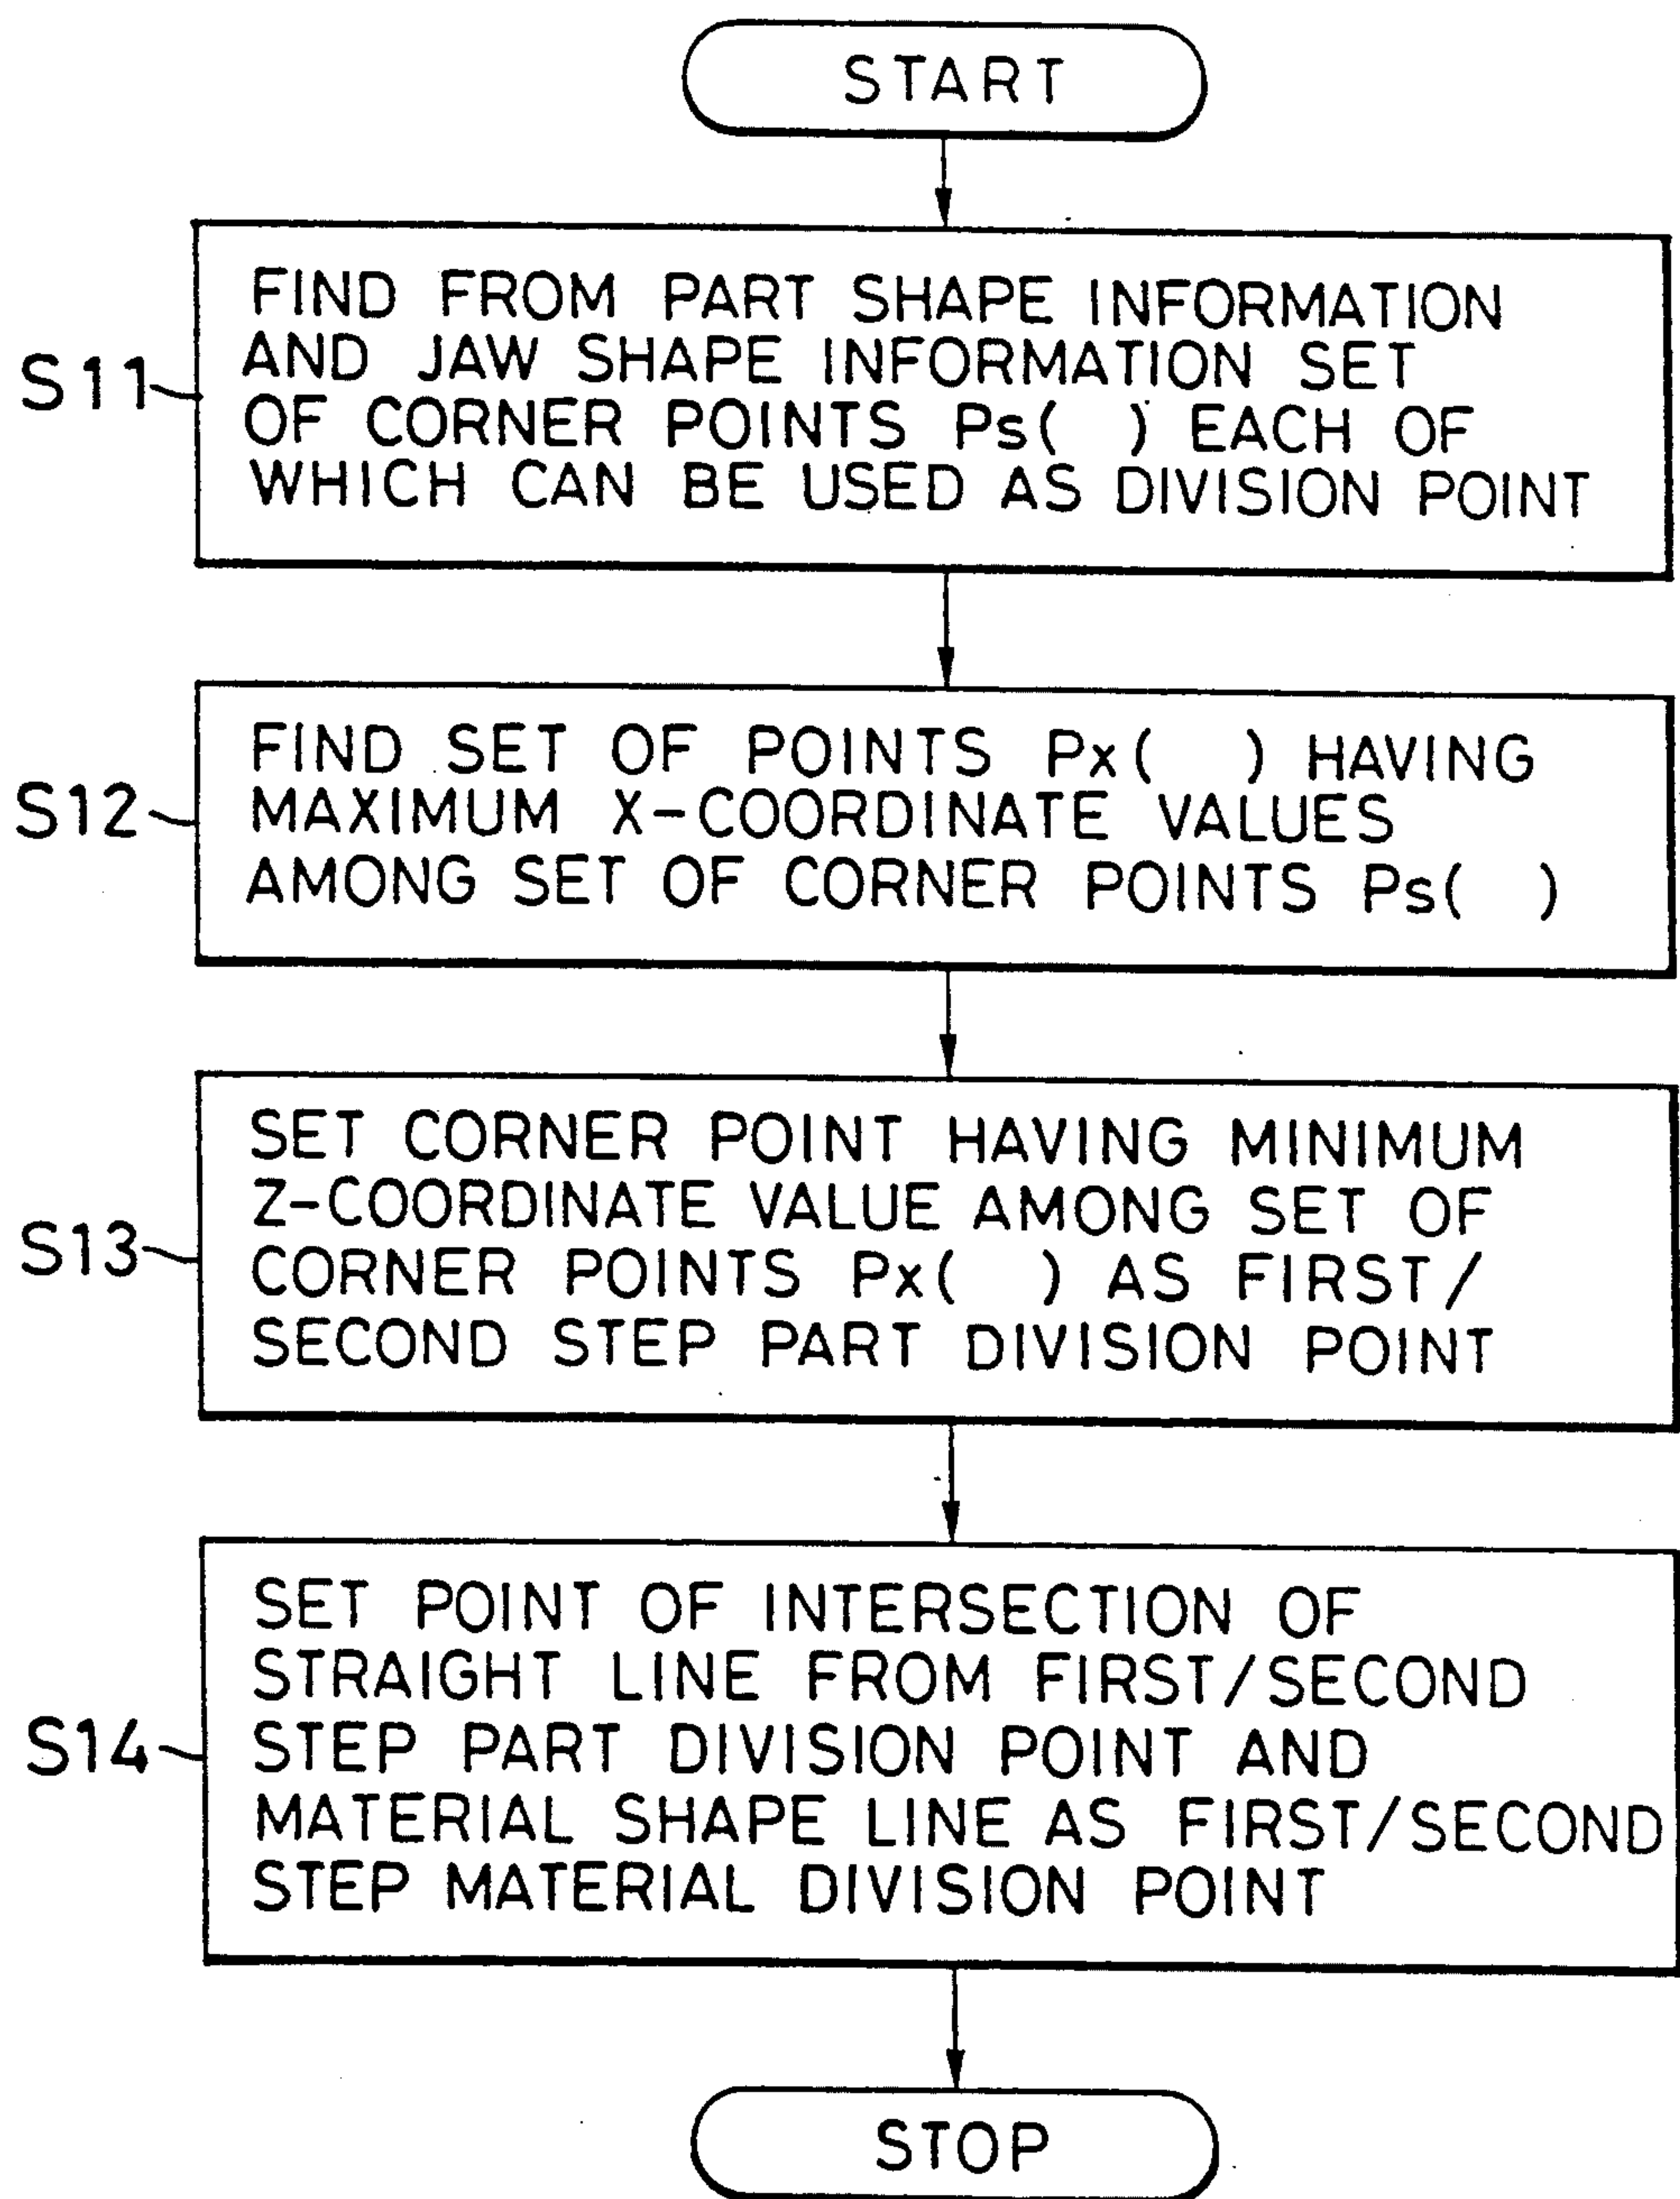 START
S11
FIND FROM PART SHAPE INFORMATION
AND JAW SHAPE INFORMATION SET
OF CORNER POINTS Ps( ) EACH OF
WHICH CAN BE USED AS DIVISION POINT
S12
FIND SET OF POINTS Px( ) HAVING
MAXIMUM X-COORDINATE VALUES
AMONG SET OF CORNER POINTS Ps( )
S13
SET CORNER POINT HAVING MINIMUM
Z-COORDINATE VALUE AMONG SET OF
CORNER POINTS Px( ) AS FIRST/
SECOND STEP PART DIVISION POINT
S14
SET POINT OF INTERSECTION OF
STRAIGHT LINE FROM FIRST/SECOND
STEP PART DIVISION POINT AND
MATERIAL SHAPE LINE AS FIRST/SECOND
STEP MATERIAL DIVISION POINT
STOP